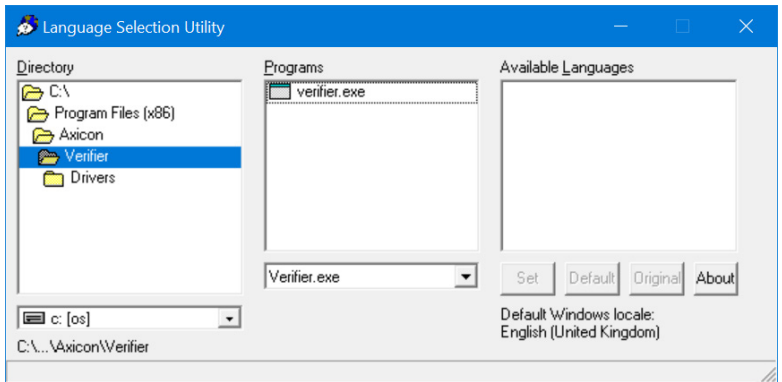 Language Selection Utility
Directory
C:\
Program Files (x86)
Axicon
Verifier
Drivers
c: [os]
C:\...\Axicon\Verifier
Programs
verifier.exe
Verifier.exe
Available Languages
Set Default Original About
Default Windows locale:
English (United Kingdom)